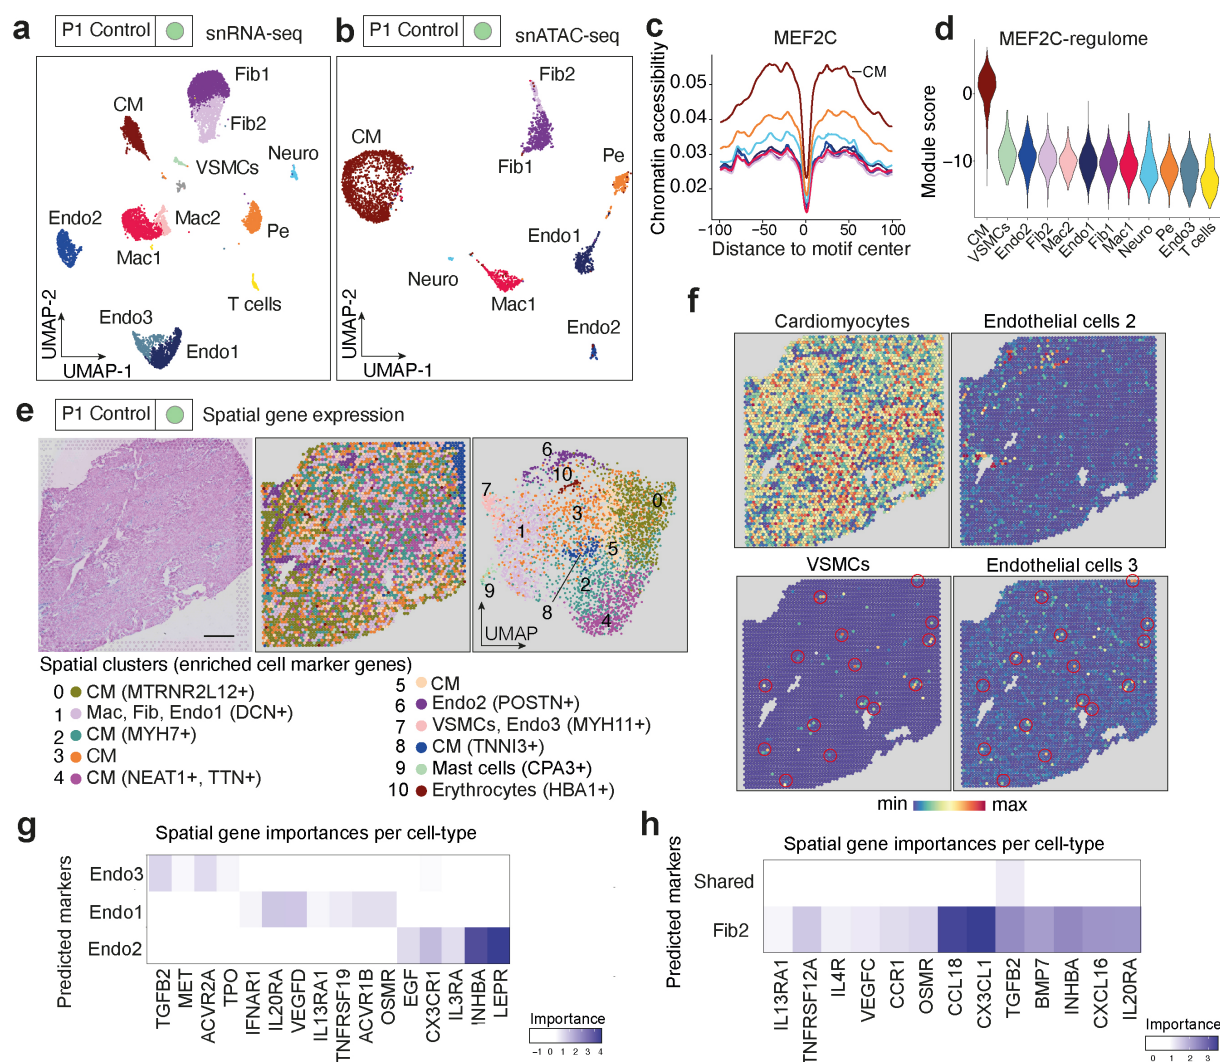 a
P1 Control
snRNA-seq
Fib1
CM
Fib2
VSMCs
Neuro
Endo2
Mac2
Mac1
Pe
T cells
Endo3
Endo1
UMAP-2
UMAP-1
b
P1 Control
snATAC-seq
Fib2
CM
Fib1
Pe
Endo1
Neuro
Mac1
Endo2
UMAP-2
UMAP-1
c
MEF2C
CM
Chromatin accessibiltiy
0.05
0.04
0.03
0.02
−100
−50
0
50
100
Distance to motif center
d
MEF2C-regulome
Module score
0
−10
CM
VSMCs
Endo2
Fib2
Mac2
Endo1
Fib1
Mac1
Neuro
Pe
Endo3
T cells
e
P1 Control
Spatial gene expression
6
10
7
0
3
1
5
2
9
8
4
UMAP
Spatial clusters (enriched cell marker genes)
0 CM (MTRNR2L12+)
1 Mac, Fib, Endo1 (DCN+)
2 CM (MYH7+)
3 CM
4 CM (NEAT1+, TTN+)
5 CM
6 Endo2 (POSTN+)
7 VSMCs, Endo3 (MYH11+)
8 CM (TNNI3+)
9 Mast cells (CPA3+)
10 Erythrocytes (HBA1+)
f
Cardiomyocytes
Endothelial cells 2
VSMCs
Endothelial cells 3
min
max
g
Spatial gene importances per cell-type
Predicted markers
Endo3
Endo1
Endo2
TGFB2
MET
ACVR2A
TPO
IFNAR1
IL20RA
VEGFD
IL13RA1
TNFRSF19
ACVR1B
OSMR
EGF
CX3CR1
IL3RA
INHBA
LEPR
Importance
−1 0 1 2 3 4
h
Spatial gene importances per cell-type
Predicted markers
Shared
Fib2
IL13RA1
TNFRSF12A
IL4R
VEGFC
CCR1
OSMR
CCL18
CX3CL1
TGFB2
BMP7
INHBA
CXCL16
IL20RA
Importance
0 1 2 3